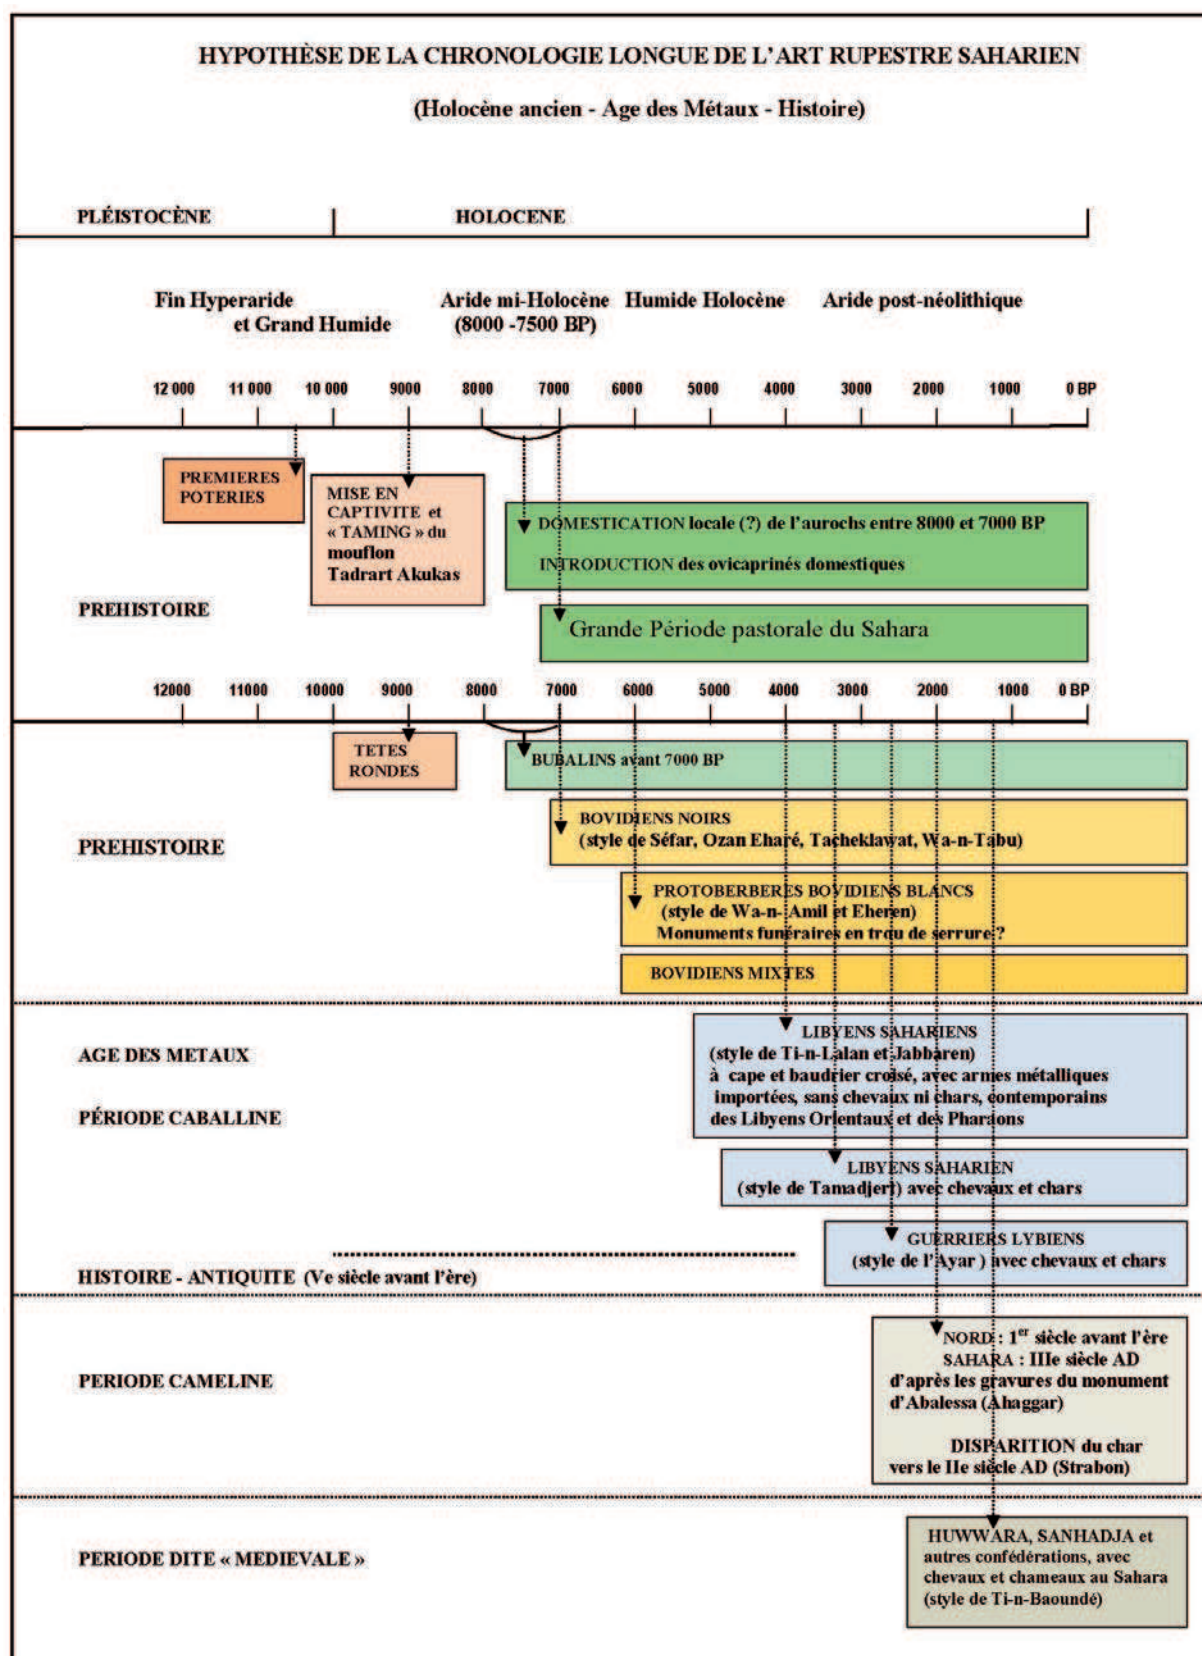 HYPOTHÈSE DE LA CHRONOLOGIE LONGUE DE L'ART RUPESTRE SAHARIEN
(Holocène ancien - Age des Métaux - Histoire)
PLÉISTOCÈNE HOLOCENE
Fin Hyperaride
et Grand Humide
Aride mi-Holocène
(8000 -7500 BP)
Humide Holocène
Aride post-néolithique
12 000 11 000 10 000 9000 8000 7000 6000 5000 4000 3000 2000 1000 0 BP
PREMIERES
POTERIES
MISE EN
CAPTIVITE et
« TAMING » du
mouflon
Tadrart Akukas
DOMESTICATION locale (?) de l'aurochs entre 8000 et 7000 BP
INTRODUCTION des ovicaprinés domestiques
PREHISTOIRE
Grande Période pastorale du Sahara
12000 11000 10000 9000 8000 7000 6000 5000 4000 3000 2000 1000 0 BP
TETES
RONDES
BUBALINS avant 7000 BP
PREHISTOIRE
BOVIDIENS NOIRS
(style de Séfar, Ozan Eharé, Tacheklawat, Wa-n-Tabu)
PROTOBERBERES BOVIDIENS BLANCS
(style de Wa-n- Amil et Eheren)
Monuments funéraires en trou de serrure ?
BOVIDIENS MIXTES
AGE DES METAUX
PÉRIODE CABALLINE
LIBYENS SAHARIENS
(style de Ti-n-Lalan et Jabbaren)
à cape et baudrier croisé, avec armes métalliques
importées, sans chevaux ni chars, contemporains
des Libyens Orientaux et des Pharaons
LIBYENS SAHARIEN
(style de Tamadjert) avec chevaux et chars
GUERRIERS LYBIENS
(style de l'Ayar ) avec chevaux et chars
HISTOIRE - ANTIQUITE (Ve siècle avant l'ère)
PERIODE CAMELINE
NORD : 1er siècle avant l'ère
SAHARA : IIIe siècle AD
d'après les gravures du monument
d'Abalessa (Ahaggar)
DISPARITION du char
vers le IIe siècle AD (Strabon)
PERIODE DITE « MEDIEVALE »
HUWWARA, SANHADJA et
autres confédérations, avec
chevaux et chameaux au Sahara
(style de Ti-n-Baoundé)